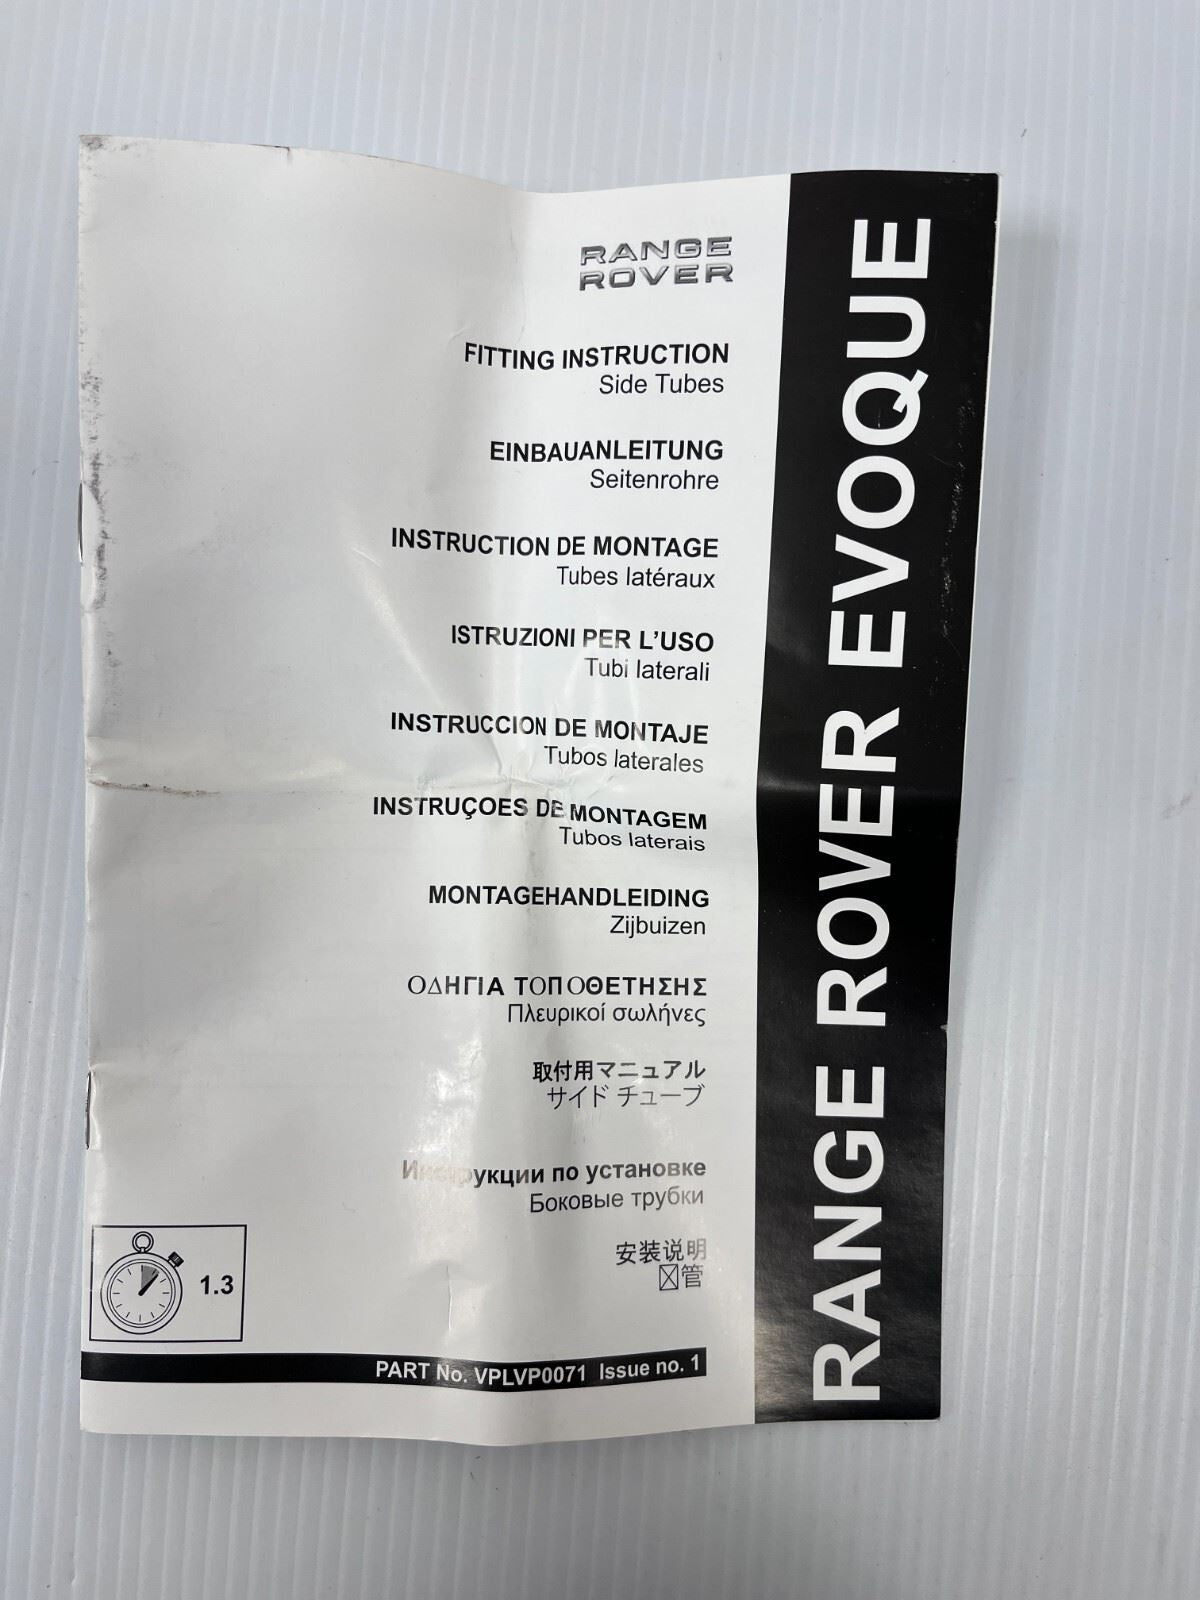 RANGE
ROVER
FITTING INSTRUCTION
Side Tubes
EINBAUANLEITUNG
Seitenrohre
INSTRUCTION DE MONTAGE
Tubes latéraux
ISTRUZIONI PER L'USO
Tubi laterali
INSTRUCCION DE MONTAJE
Tubos laterales
INSTRUÇOES DE MONTAGEM
Tubos laterais
MONTAGEHANDLEIDING
Zijbuizen
ΟΔΗΓΙΑ ΤΟΠΟΘΕΤΗΣΗΣ
Πλευρικοί σωλήνες
取付用マニュアル
サイド チューブ
Инструкции по установке
Боковые трубки
安装说明
管
1.3
PART No. VPLVP0071 Issue no. 1
RANGE ROVER EVOQUE